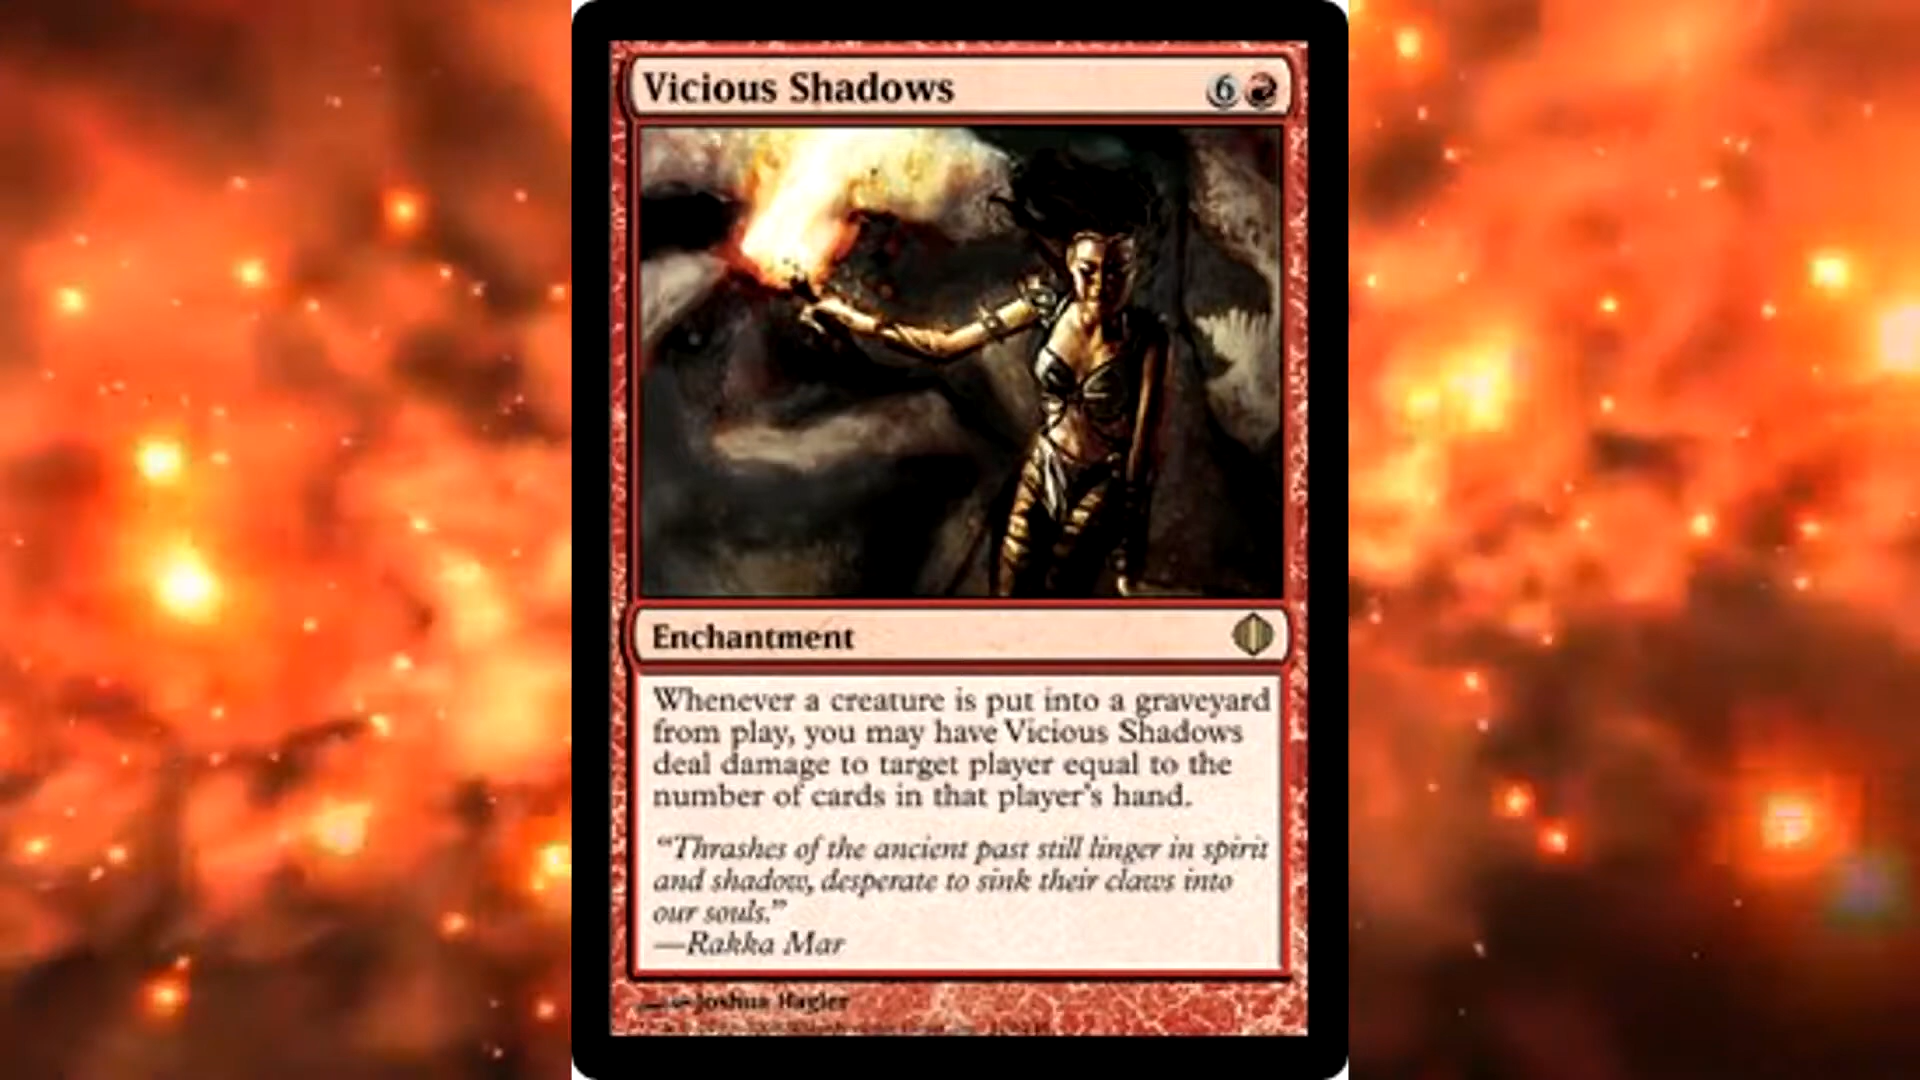 Vicious Shadows 6
Enchantment
Whenever a creature is put into a graveyard
from play, you may have Vicious Shadows
deal damage to target player equal to the
number of cards in that player's hand.
“Thrashes of the ancient past still linger in spirit
and shadow, desperate to sink their claws into
our souls.”
—Rakka Mar
Joshua Hagler